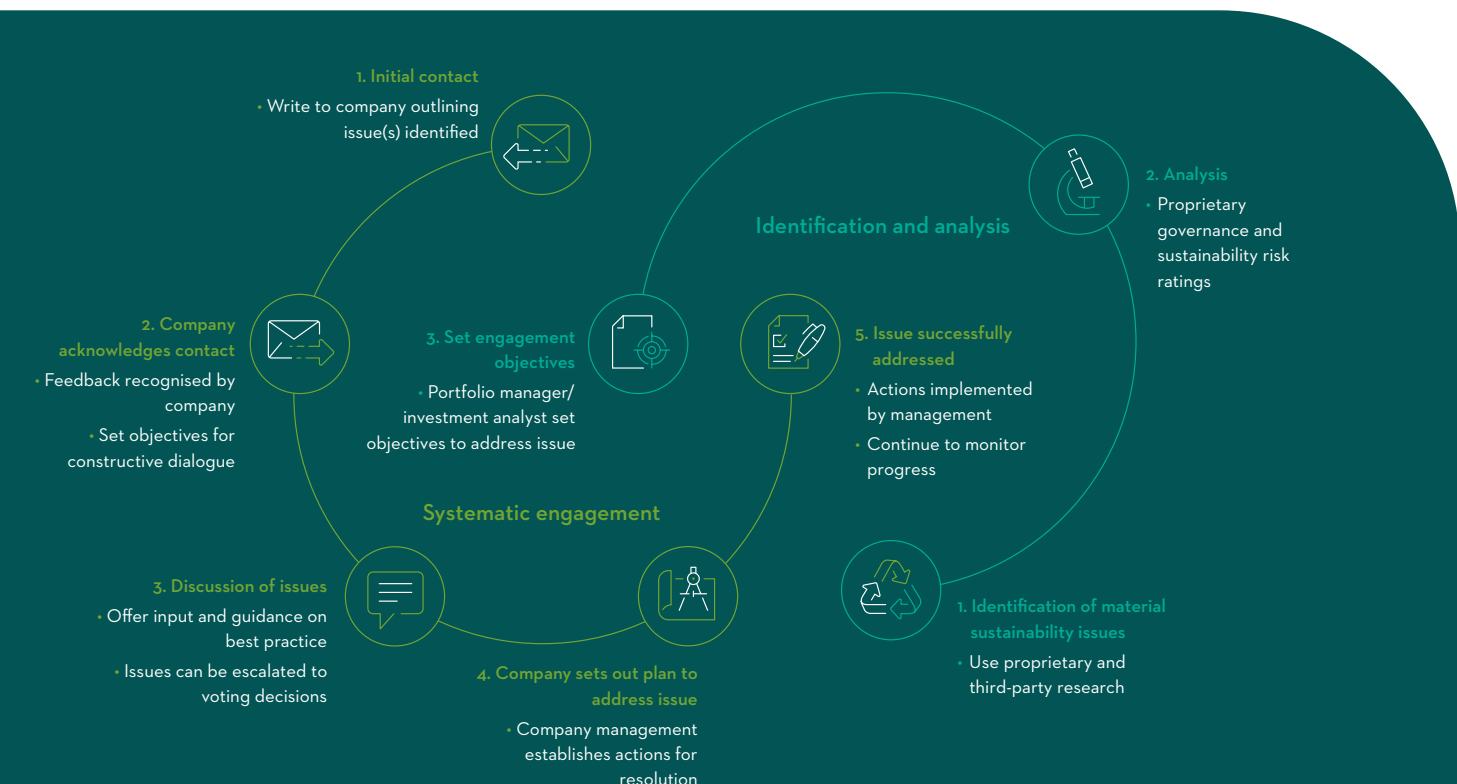 1. Initial contact
• Write to company outlining
issue(s) identified
2. Company
acknowledges contact
• Feedback recognised by
company
• Set objectives for
constructive dialogue
3. Discussion of issues
• Offer input and guidance on
best practice
• Issues can be escalated to
voting decisions
Systematic engagement
4. Company sets out plan to
address issue
• Company management
establishes actions for
resolution
5. Issue successfully
addressed
• Actions implemented
by management
• Continue to monitor
progress
Identification and analysis
1. Identification of material
sustainability issues
• Use proprietary and
third-party research
2. Analysis
• Proprietary
governance and
sustainability risk
ratings
3. Set engagement
objectives
• Portfolio manager/
investment analyst set
objectives to address issue